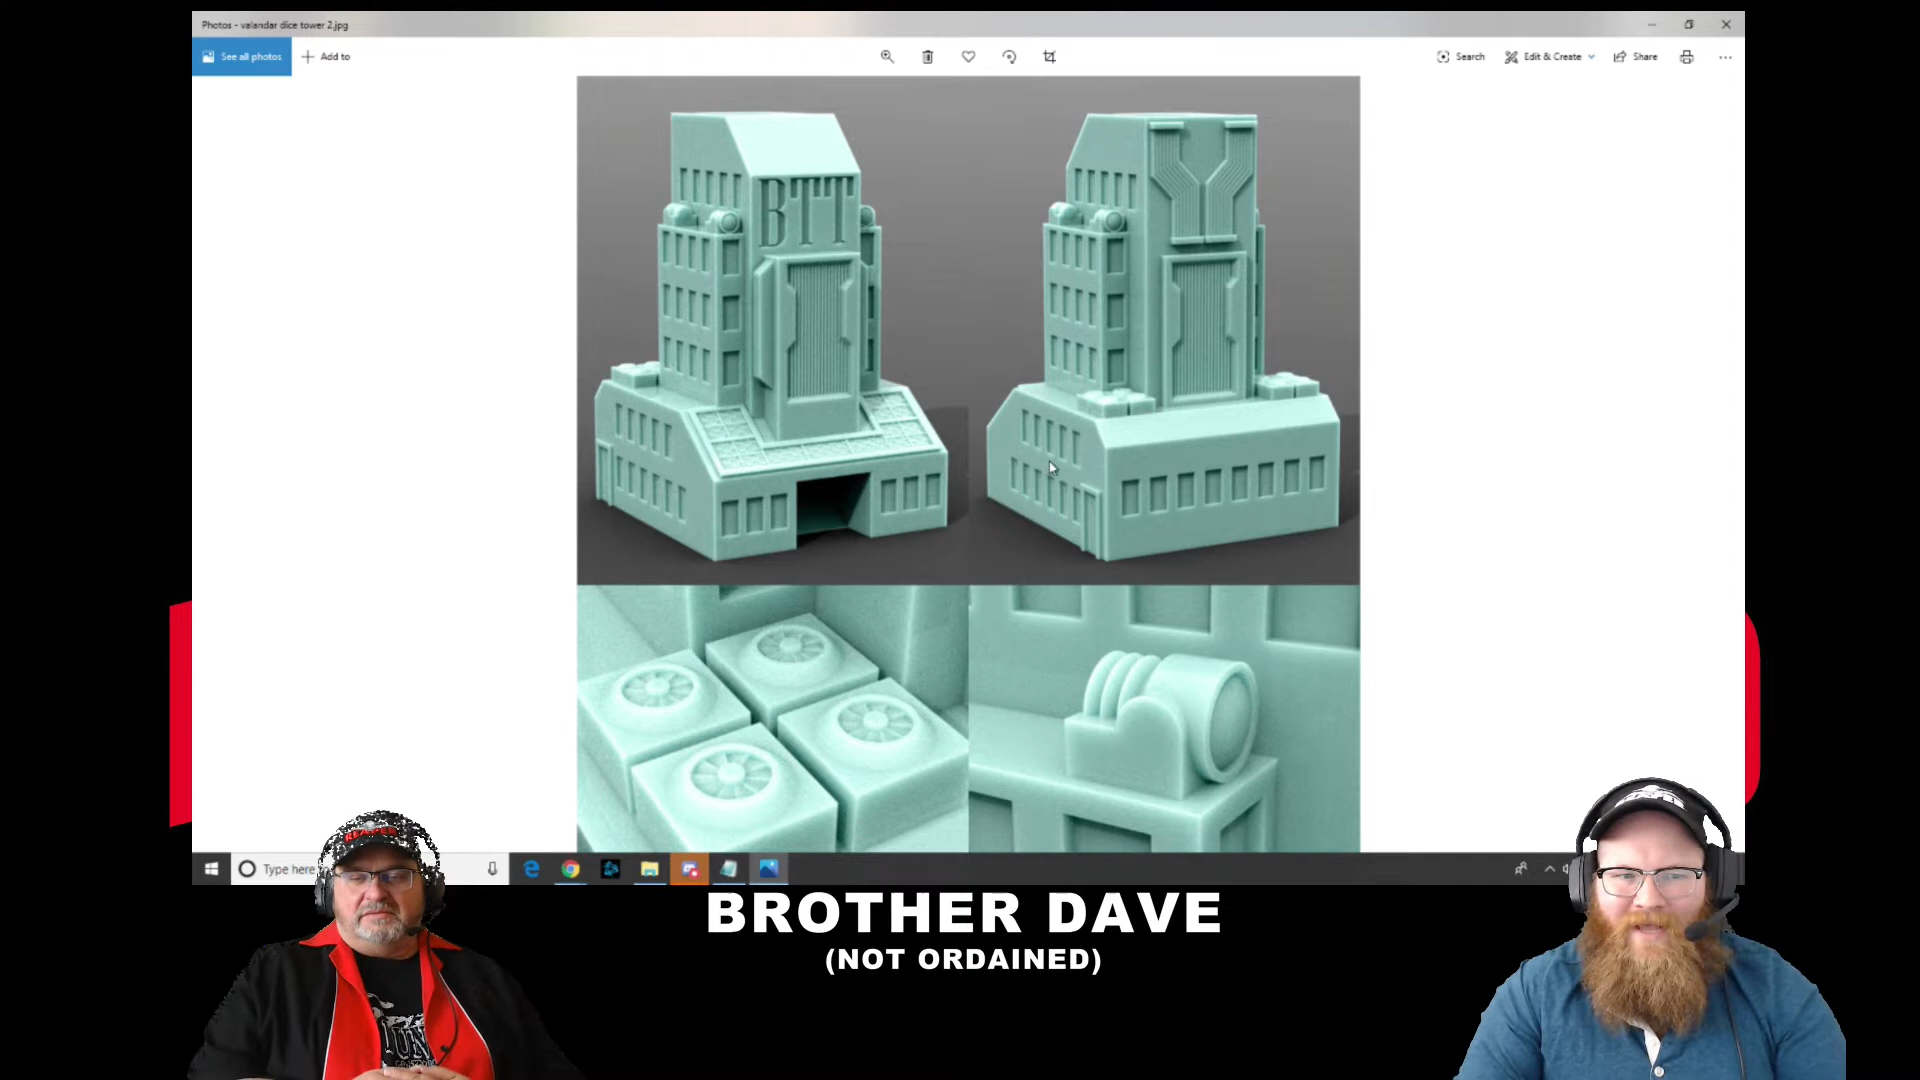 Photos - valandar dice tower 2.jpg
See all photos
Add to
Search
Edit & Create
Share
BTT
Type here
REAPER
BROTHER DAVE
(NOT ORDAINED)